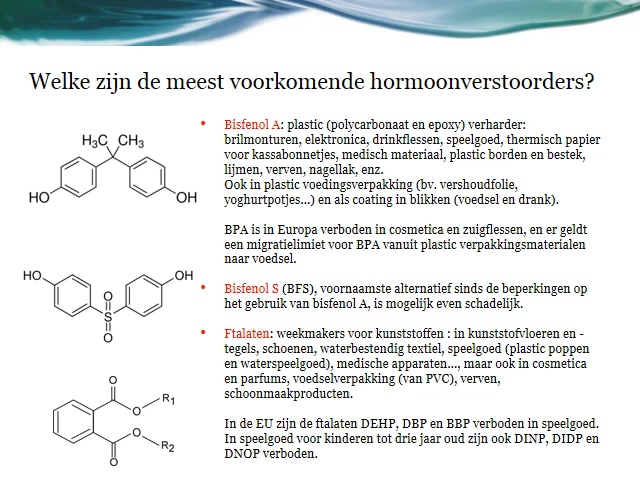 Welke zijn de meest voorkomende hormoonverstoorders?
H3C CH3
HO OH
• Bisfenol A: plastic (polycarbonaat en epoxy) verharder:
brilmonturen, elektronica, drinkflessen, speelgoed, thermisch papier
voor kassabonnetjes, medisch materiaal, plastic borden en bestek,
lijmen, verven, nagellak, enz.
Ook in plastic voedingsverpakking (bv. vershoudfolie,
yoghurtpotjes...) en als coating in blikken (voedsel en drank).
BPA is in Europa verboden in cosmetica en zuigflessen, en er geldt
een migratielimiet voor BPA vanuit plastic verpakkingsmaterialen
naar voedsel.
HO OH
O
S
O
• Bisfenol S (BFS), voornaamste alternatief sinds de beperkingen op
het gebruik van bisfenol A, is mogelijk even schadelijk.
• Ftalaten: weekmakers voor kunststoffen : in kunststofvloeren en -
tegels, schoenen, waterbestendig textiel, speelgoed (plastic poppen
en waterspeelgoed), medische apparaten..., maar ook in cosmetica
en parfums, voedselverpakking (van PVC), verven,
schoonmaakproducten.
O
O R1
O R2
O
In de EU zijn de ftalaten DEHP, DBP en BBP verboden in speelgoed.
In speelgoed voor kinderen tot drie jaar oud zijn ook DINP, DIDP en
DNOP verboden.